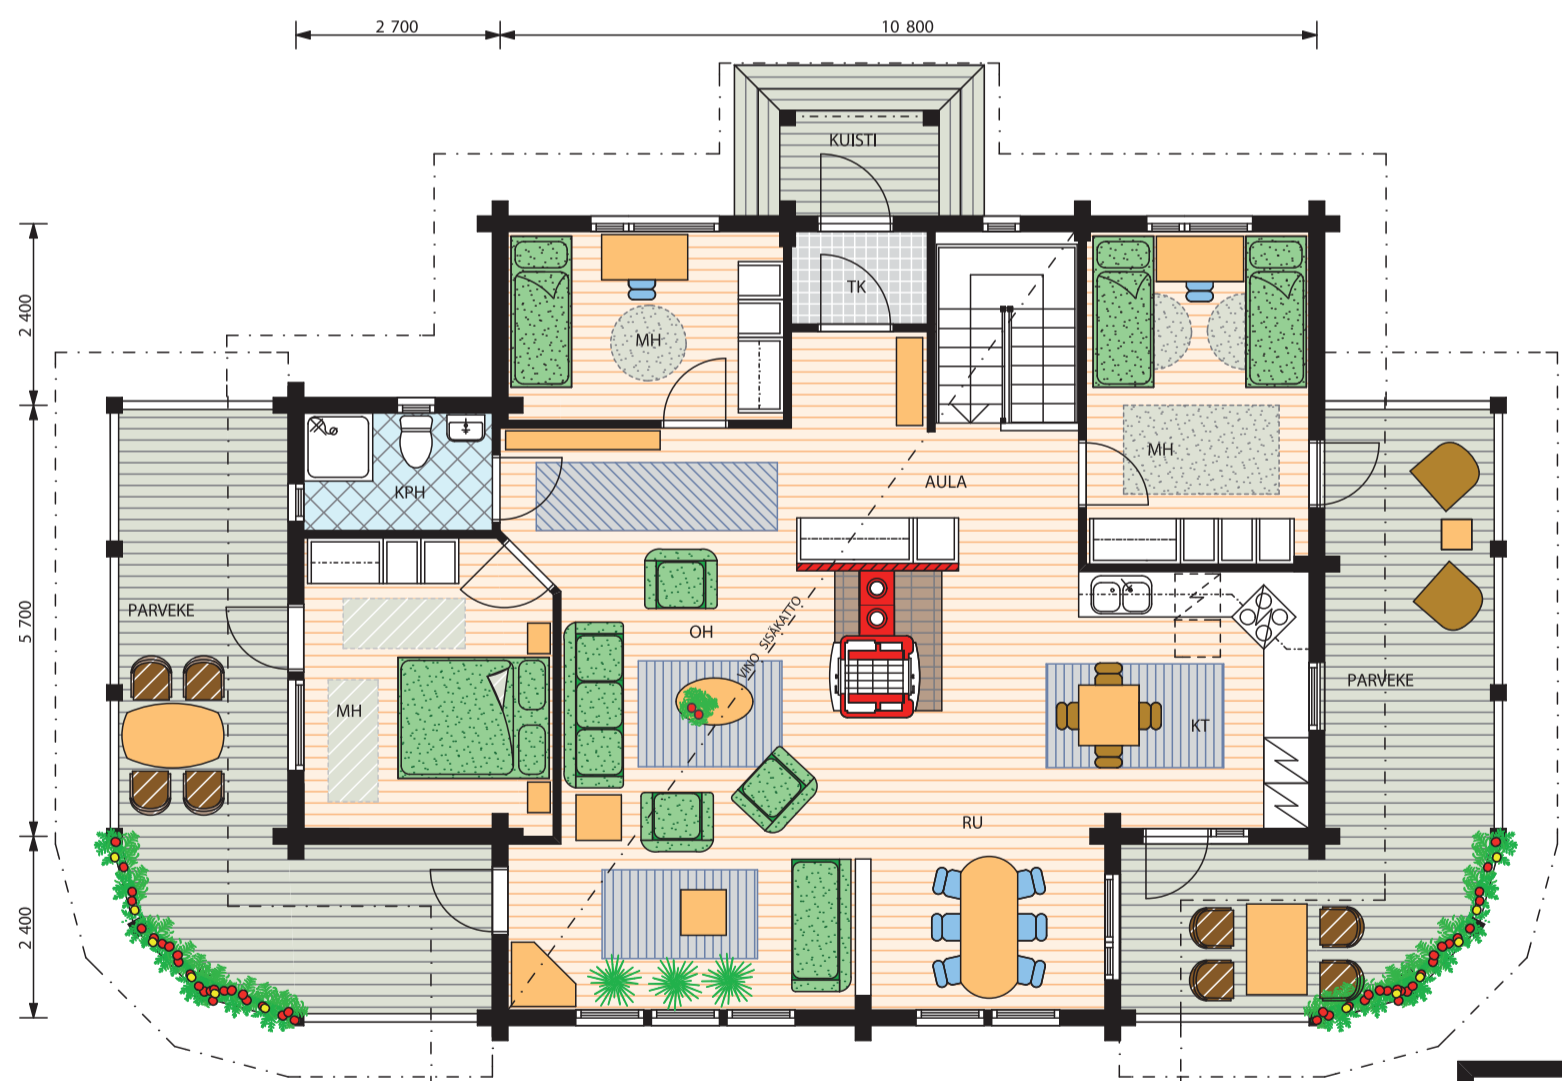 2 700
10 800
KUISTI
TK
2 400
MH
MH
AULA
KPH
5 700
PARVEKE
OH
VINO SISÄKATTO
PARVEKE
MH
KT
RU
2 400